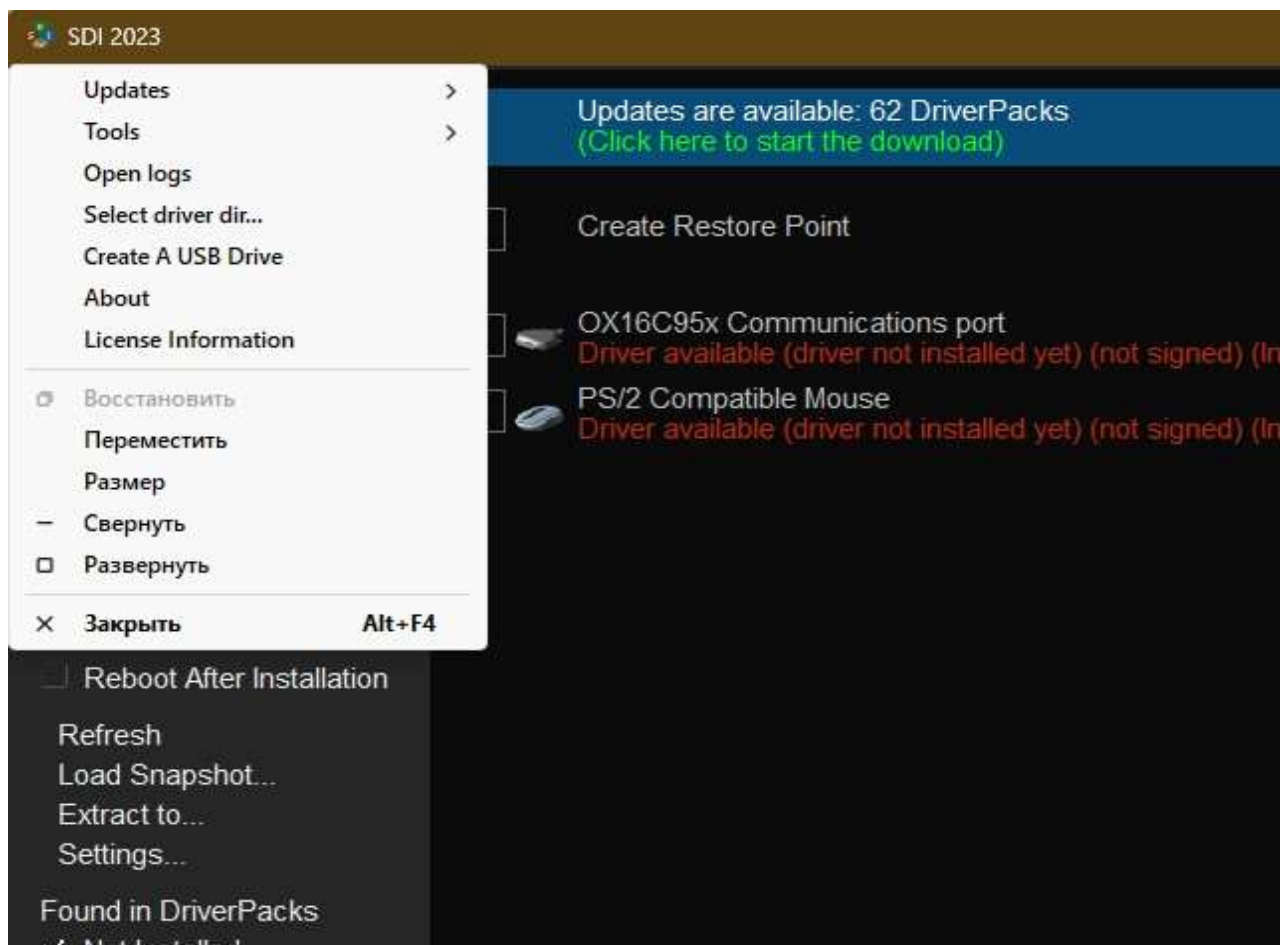 SDI 2023
Updates
Tools
Open logs
Select driver dir...
Create A USB Drive
About
License Information
Восстановить
Переместить
Размер
Свернуть
Развернуть
Закрыть Alt+F4
Reboot After Installation
Refresh
Load Snapshot...
Extract to...
Settings...
Found in DriverPacks
Updates are available: 62 DriverPacks
(Click here to start the download)
Create Restore Point
OX16C95x Communications port
Driver available (driver not installed yet) (not signed) (In
PS/2 Compatible Mouse
Driver available (driver not installed yet) (not signed) (In